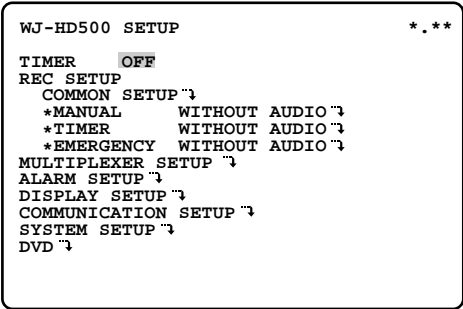 WJ-HD500 SETUP *.**
TIMER OFF
REC SETUP
COMMON SETUP
*MANUAL WITHOUT AUDIO
*TIMER WITHOUT AUDIO
*EMERGENCY WITHOUT AUDIO
MULTIPLEXER SETUP
ALARM SETUP
DISPLAY SETUP
COMMUNICATION SETUP
SYSTEM SETUP
DVD